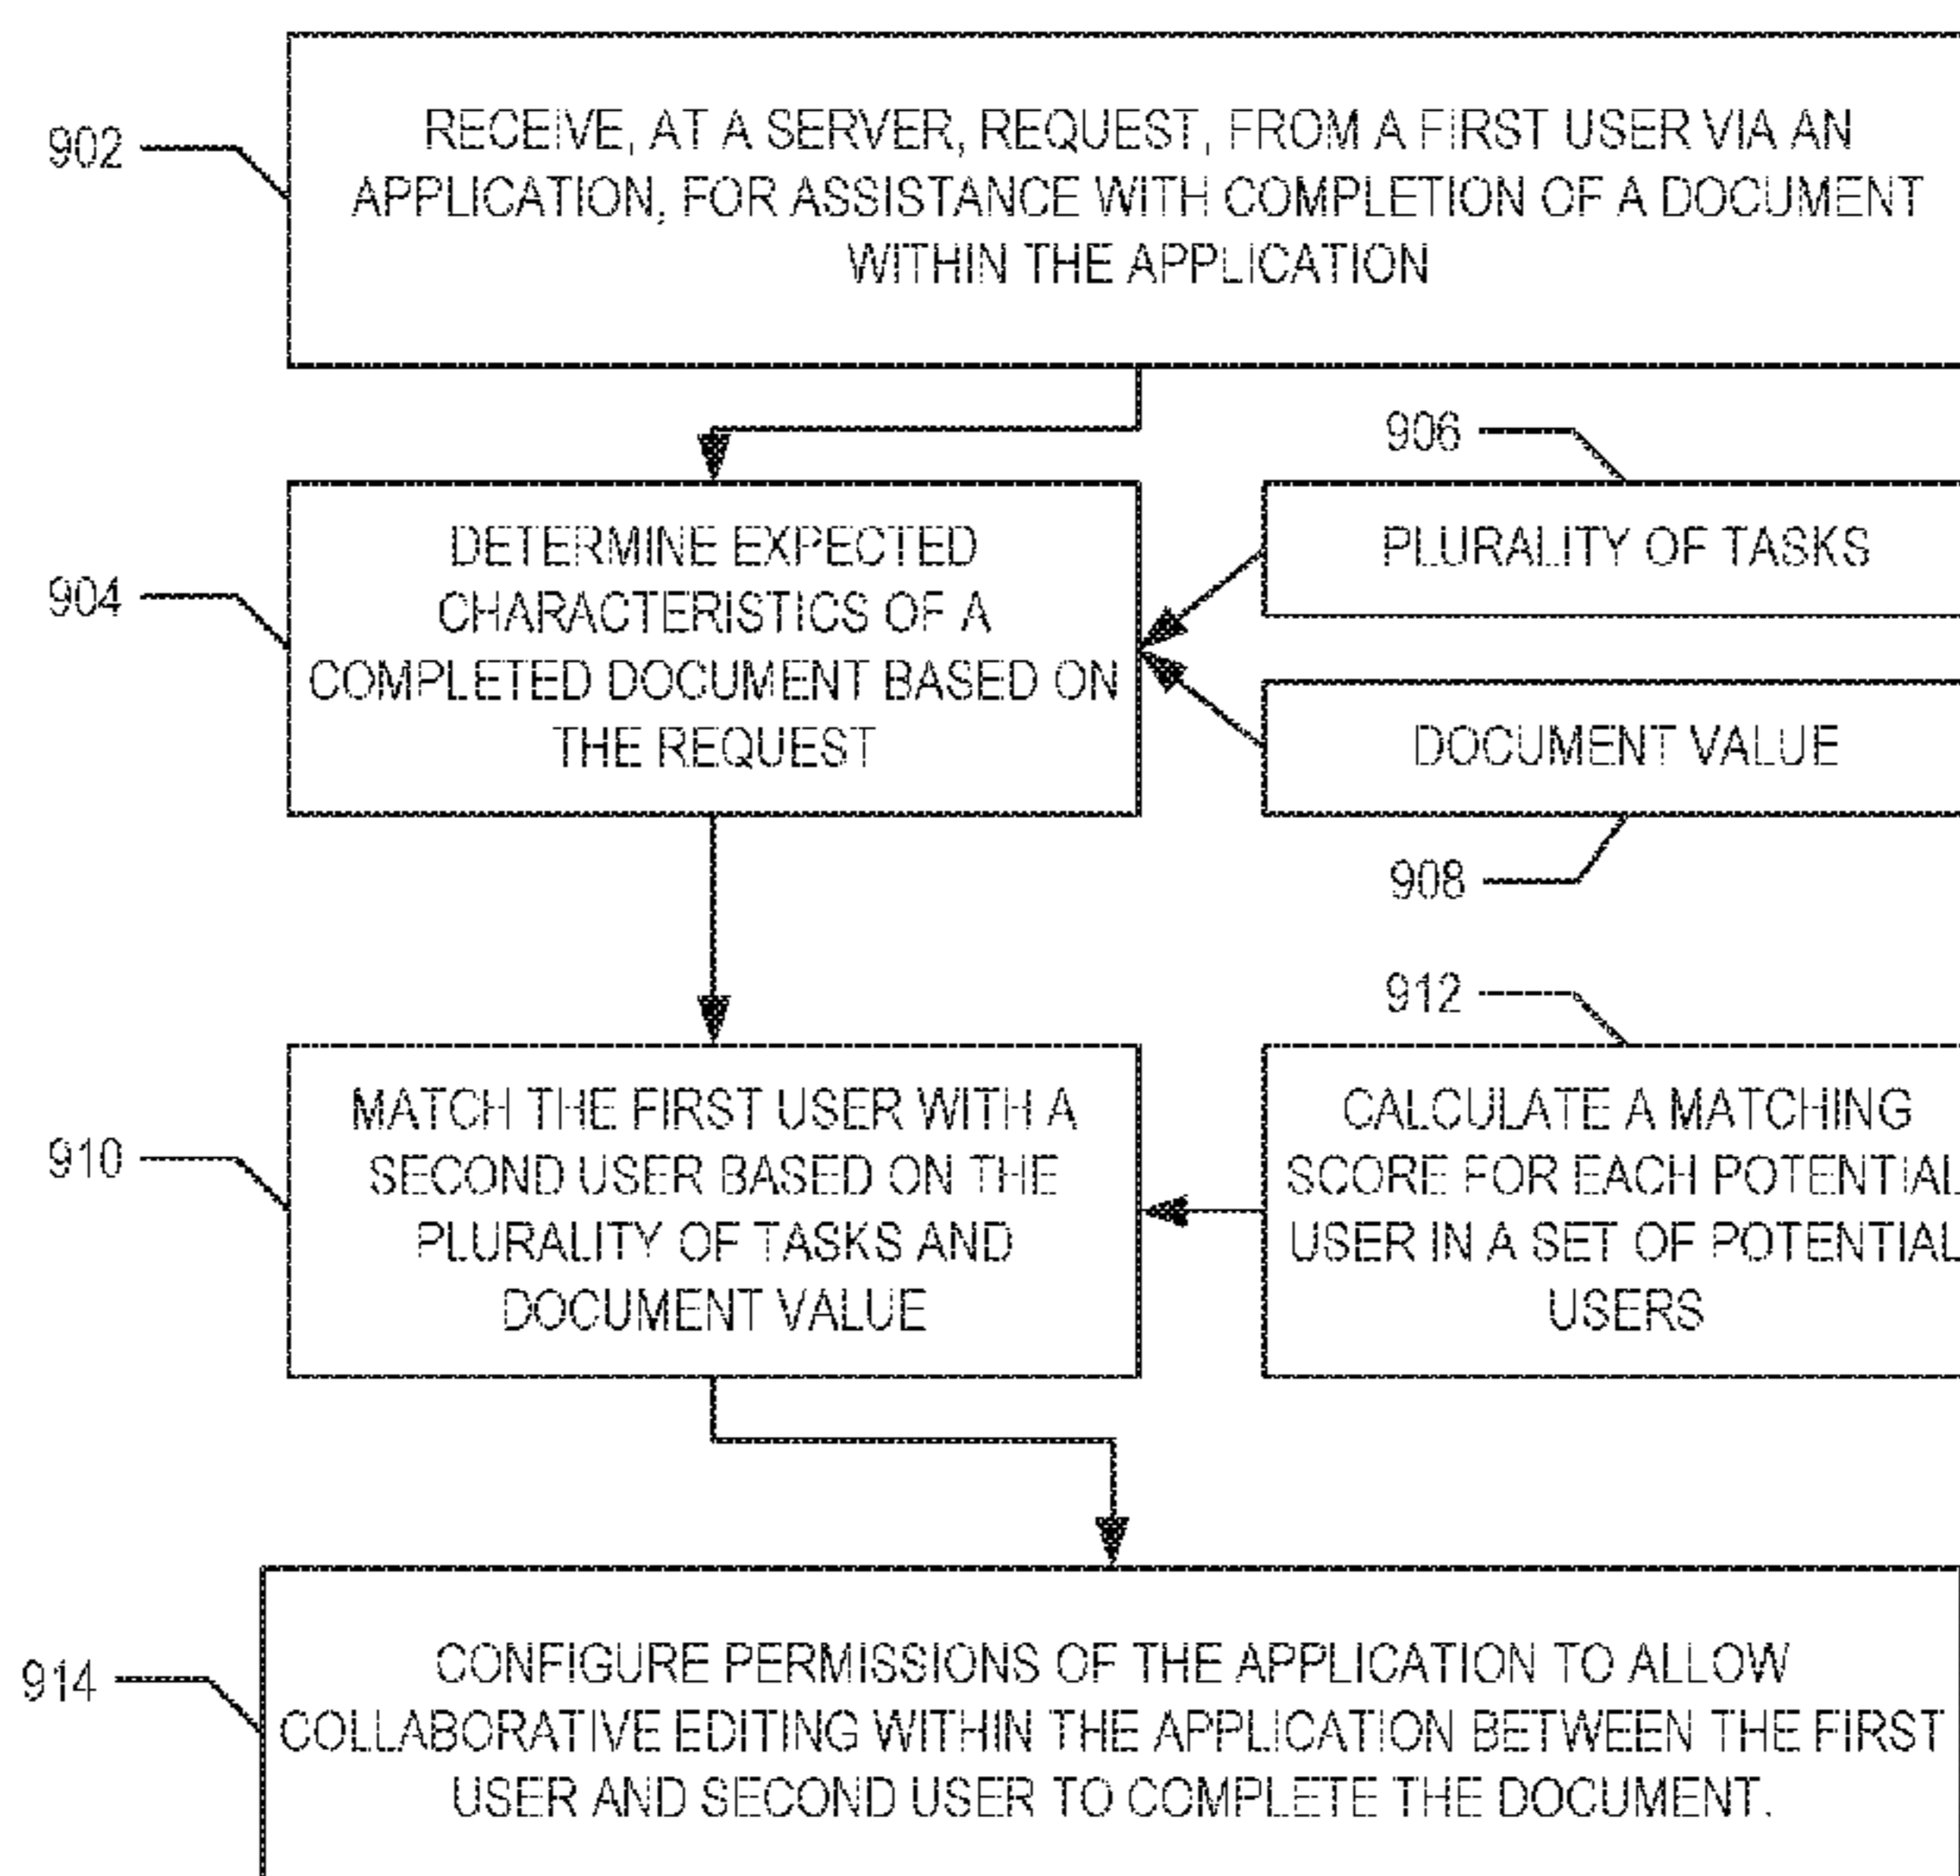 902
RECEIVE, AT A SERVER, REQUEST, FROM A FIRST USER VIA AN
APPLICATION, FOR ASSISTANCE WITH COMPLETION OF A DOCUMENT
WITHIN THE APPLICATION
904
DETERMINE EXPECTED
CHARACTERISTICS OF A
COMPLETED DOCUMENT BASED ON
THE REQUEST
906
PLURALITY OF TASKS
DOCUMENT VALUE
908
910
MATCH THE FIRST USER WITH A
SECOND USER BASED ON THE
PLURALITY OF TASKS AND
DOCUMENT VALUE
912
CALCULATE A MATCHING
SCORE FOR EACH POTENTIAL
USER IN A SET OF POTENTIAL
USERS
914
CONFIGURE PERMISSIONS OF THE APPLICATION TO ALLOW
COLLABORATIVE EDITING WITHIN THE APPLICATION BETWEEN THE FIRST
USER AND SECOND USER TO COMPLETE THE DOCUMENT.